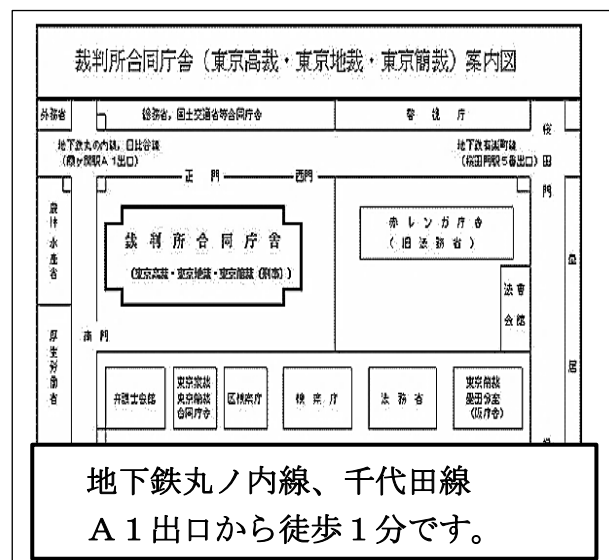 裁判所合同庁舎（東京高裁・東京地裁・東京簡裁）案内図
外務省
総務省，国土交通省等合同庁舎
警視庁
桜田門
地下鉄丸の内線，日比谷線
（霞ヶ関駅A1出口）
地下鉄有楽町線
（桜田門駅5番出口）
正門
西門
農林水産省
裁判所合同庁舎
（東京高裁・東京地裁・東京簡裁（刑事））
赤レンガ庁舎
（旧法務省）
法曹会館
皇居
厚生労働省
南門
弁護士会館
東京家裁
東京簡裁
合同庁舎
区検察庁
検察庁
法務省
東京簡裁
墨田分室
（仮庁舎）
地下鉄丸ノ内線、千代田線
A１出口から徒歩１分です。